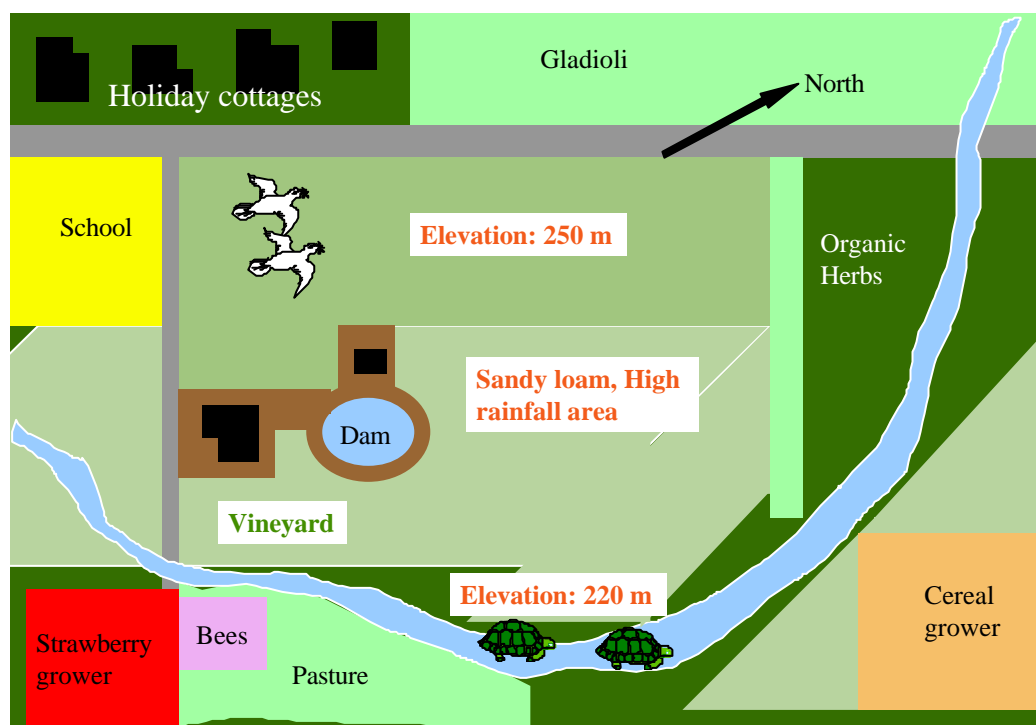 Gladioli
North
Holiday cottages
School
Elevation: 250 m
Organic
Herbs
Sandy loam, High
rainfall area
Dam
Vineyard
Elevation: 220 m
Cereal
grower
Strawberry
grower
Bees
Pasture